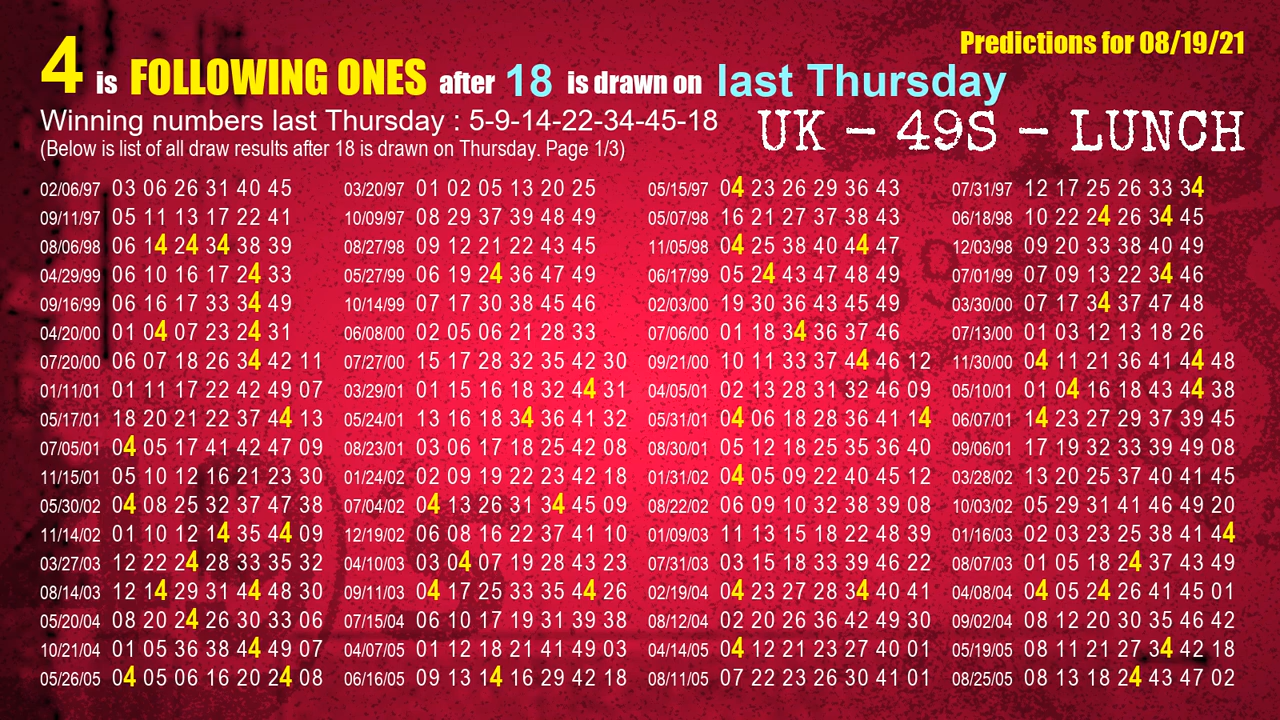 Predictions for 08/19/21
4 is FOLLOWING ONES after 18 is drawn on last Thursday
Winning numbers last Thursday : 5-9-14-22-34-45-18
UK - 49S - LUNCH
(Below is list of all draw results after 18 is drawn on Thursday. Page 1/3)
02/06/97 03 06 26 31 40 45 03/20/97 01 02 05 13 20 25 05/15/97 04 23 26 29 36 43 07/31/97 12 17 25 26 33 34
09/11/97 05 11 13 17 22 41 10/09/97 08 29 37 39 48 49 05/07/98 16 21 27 37 38 43 06/18/98 10 22 24 26 34 45
08/06/98 06 14 24 34 38 39 08/27/98 09 12 21 22 43 45 11/05/98 04 25 38 40 44 47 12/03/98 09 20 33 38 40 49
04/29/99 06 10 16 17 24 33 05/27/99 06 19 24 36 47 49 06/17/99 05 24 43 47 48 49 07/01/99 07 09 13 22 34 46
09/16/99 06 16 17 33 34 49 10/14/99 07 17 30 38 45 46 02/03/00 19 30 36 43 45 49 03/30/00 07 17 34 37 47 48
04/20/00 01 04 07 23 24 31 06/08/00 02 05 06 21 28 33 07/06/00 01 18 34 36 37 46 07/13/00 01 03 12 13 18 26
07/20/00 06 07 18 26 34 42 11 07/27/00 15 17 28 32 35 42 30 09/21/00 10 11 33 37 44 46 12 11/30/00 04 11 21 36 41 44 48
01/11/01 01 11 17 22 42 49 07 03/29/01 01 15 16 18 32 44 31 04/05/01 02 13 28 31 32 46 09 05/10/01 01 04 16 18 43 44 38
05/17/01 18 20 21 22 37 44 13 05/24/01 13 16 18 34 36 41 32 05/31/01 04 06 18 28 36 41 14 06/07/01 14 23 27 29 37 39 45
07/05/01 04 05 17 41 42 47 09 08/23/01 03 06 17 18 25 42 08 08/30/01 05 12 18 25 35 36 40 09/06/01 17 19 32 33 39 49 08
11/15/01 05 10 12 16 21 23 30 01/24/02 02 09 19 22 23 42 18 01/31/02 04 05 09 22 40 45 12 03/28/02 13 20 25 37 40 41 45
05/30/02 04 08 25 32 37 47 38 07/04/02 04 13 26 31 34 45 09 08/22/02 06 09 10 32 38 39 08 10/03/02 05 29 31 41 46 49 20
11/14/02 01 10 12 14 35 44 09 12/19/02 06 08 16 22 37 41 10 01/09/03 11 13 15 18 22 48 39 01/16/03 02 03 23 25 38 41 44
03/27/03 12 22 24 28 33 35 32 04/10/03 03 04 07 19 28 43 23 07/31/03 03 15 18 33 39 46 22 08/07/03 01 05 18 24 37 43 49
08/14/03 12 14 29 31 44 48 30 09/11/03 04 17 25 33 35 44 26 02/19/04 04 23 27 28 34 40 41 04/08/04 04 05 24 26 41 45 01
05/20/04 08 20 24 26 30 33 06 07/15/04 06 10 17 19 31 39 38 08/12/04 02 20 26 36 42 49 30 09/02/04 08 12 20 30 35 46 42
10/21/04 01 05 36 38 44 49 07 04/07/05 01 12 18 21 41 49 03 04/14/05 04 12 21 23 27 40 01 05/19/05 08 11 21 27 34 42 18
05/26/05 04 05 06 16 20 24 08 06/16/05 09 13 14 16 29 42 18 08/11/05 07 22 23 26 30 41 01 08/25/05 08 13 18 24 43 47 02